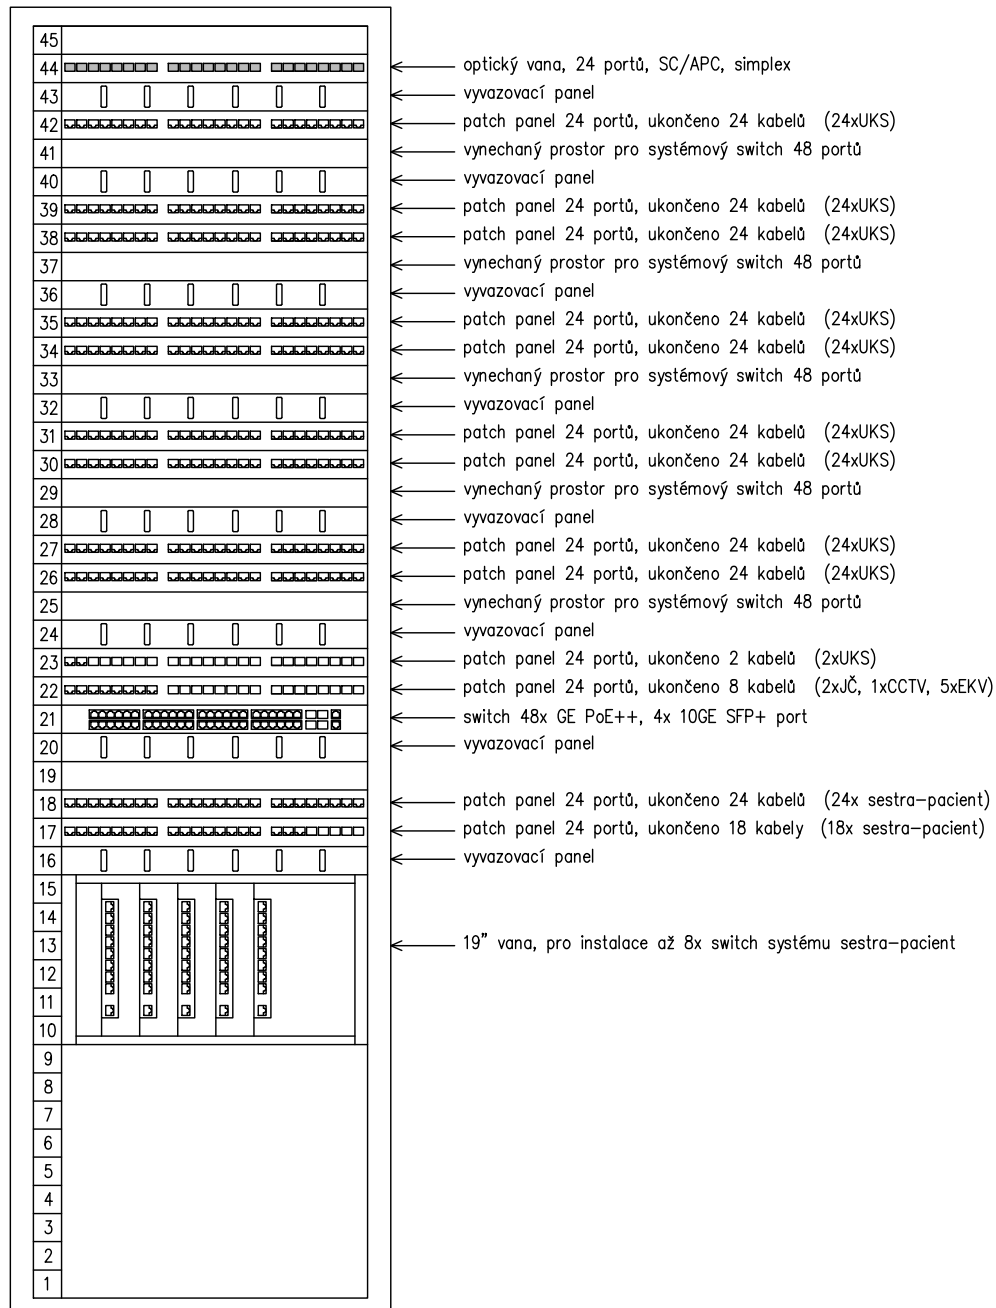 45
44 optický vana, 24 portů, SC/APC, simplex
43 vyvazovací panel
42 patch panel 24 portů, ukončeno 24 kabelů (24xUKS)
41 vynechaný prostor pro systémový switch 48 portů
40 vyvazovací panel
39 patch panel 24 portů, ukončeno 24 kabelů (24xUKS)
38 patch panel 24 portů, ukončeno 24 kabelů (24xUKS)
37 vynechaný prostor pro systémový switch 48 portů
36 vyvazovací panel
35 patch panel 24 portů, ukončeno 24 kabelů (24xUKS)
34 patch panel 24 portů, ukončeno 24 kabelů (24xUKS)
33 vynechaný prostor pro systémový switch 48 portů
32 vyvazovací panel
31 patch panel 24 portů, ukončeno 24 kabelů (24xUKS)
30 patch panel 24 portů, ukončeno 24 kabelů (24xUKS)
29 vynechaný prostor pro systémový switch 48 portů
28 vyvazovací panel
27 patch panel 24 portů, ukončeno 24 kabelů (24xUKS)
26 patch panel 24 portů, ukončeno 24 kabelů (24xUKS)
25 vynechaný prostor pro systémový switch 48 portů
24 vyvazovací panel
23 patch panel 24 portů, ukončeno 2 kabelů (2xUKS)
22 patch panel 24 portů, ukončeno 8 kabelů (2xJČ, 1xCCTV, 5xEKV)
21 switch 48x GE PoE++, 4x 10GE SFP+ port
20 vyvazovací panel
19
18 patch panel 24 portů, ukončeno 24 kabelů (24x sestra-pacient)
17 patch panel 24 portů, ukončeno 18 kabely (18x sestra-pacient)
16 vyvazovací panel
15
14
13 19" vana, pro instalace až 8x switch systému sestra-pacient
12
11
10
9
8
7
6
5
4
3
2
1